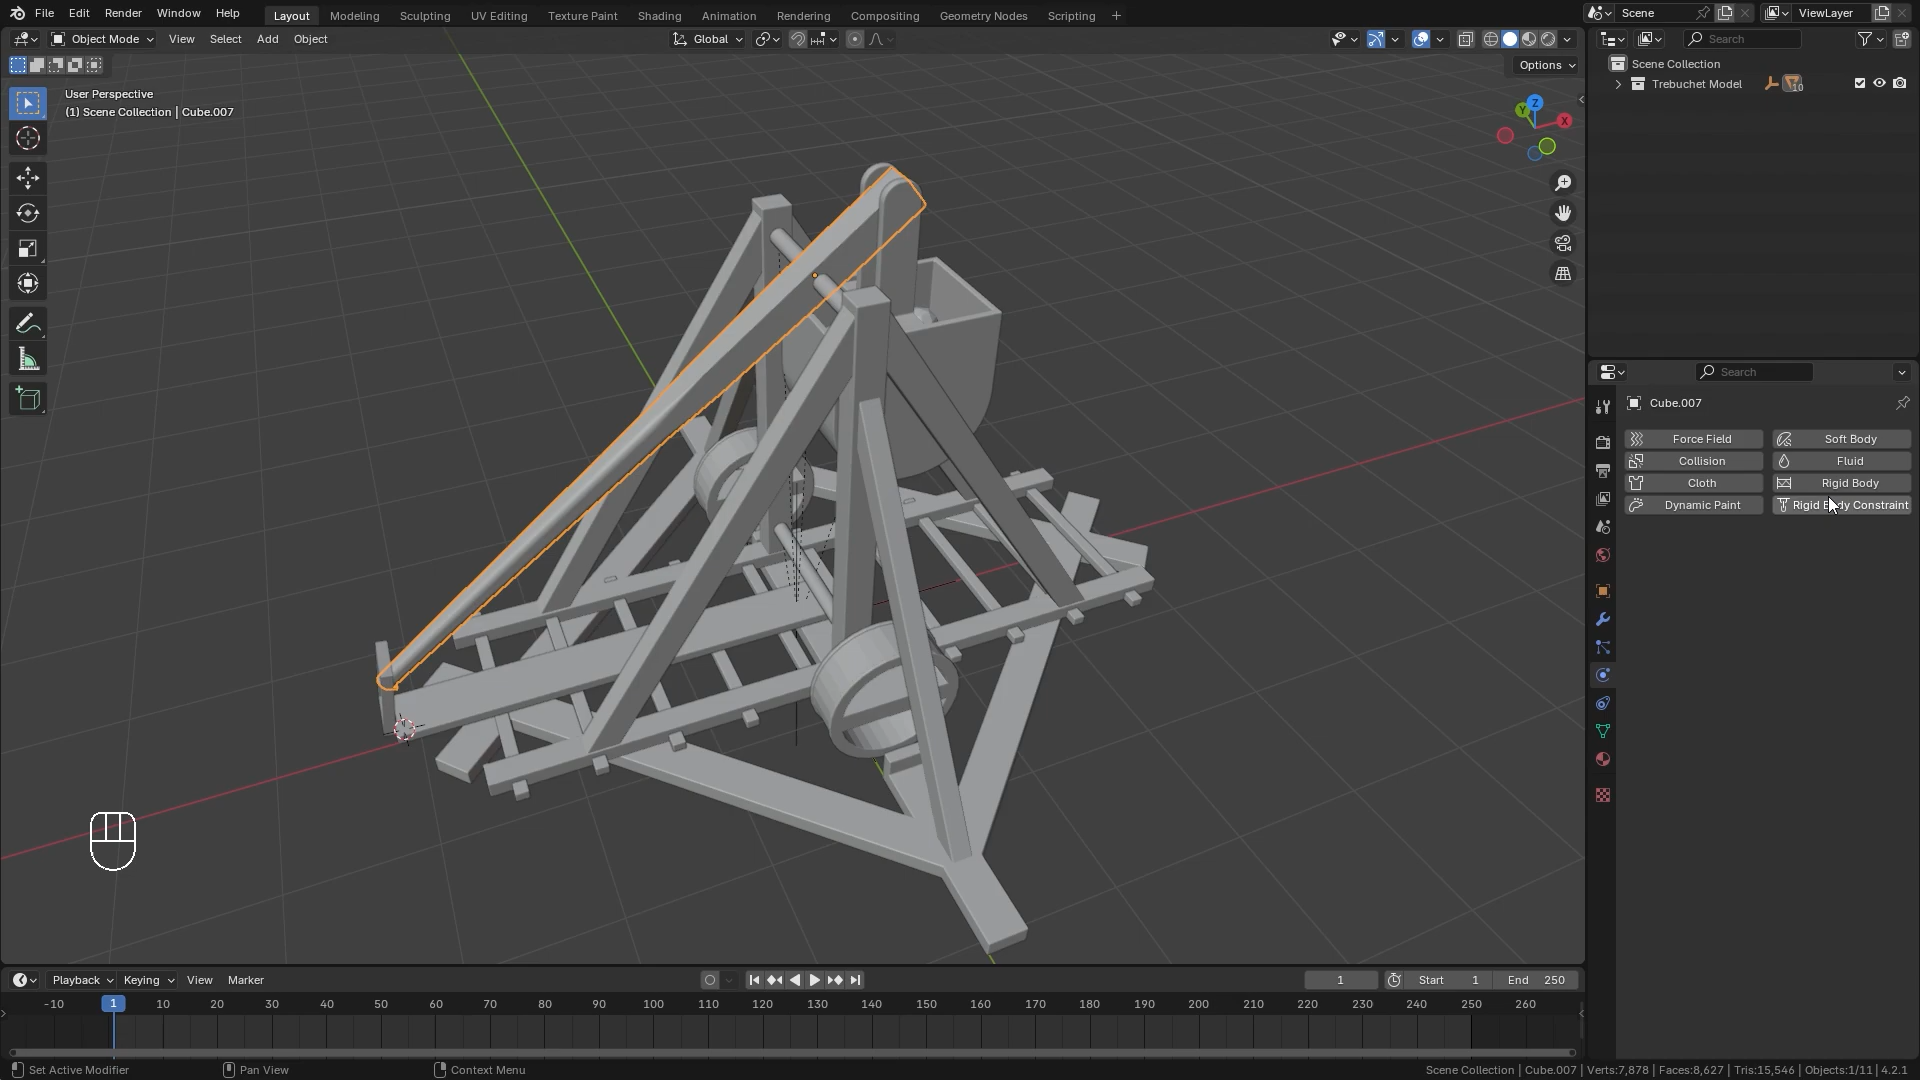 File Edit Render Window Help
Layout Modeling Sculpting UV Editing Texture Paint Shading Animation Rendering Compositing Geometry Nodes Scripting +
Scene
ViewLayer
Object Mode View Select Add Object
Global
Options
Search
User Perspective
(1) Scene Collection | Cube.007
Z
Y
X
Scene Collection
Trebuchet Model
10
Search
Cube.007
Force Field Soft Body
Collision Fluid
Cloth Rigid Body
Dynamic Paint Rigid B dy Constraint
Playback Keying View Marker
1 Start 1 End 250
-10 1 10 20 30 40 50 60 70 80 90 100 110 120 130 140 150 160 170 180 190 200 210 220 230 240 250 260
Set Active Modifier Pan View Context Menu
Scene Collection | Cube.007 | Verts:7,878 | Faces:8,627 | Tris:15,546 | Objects:1/11 | 4.2.1